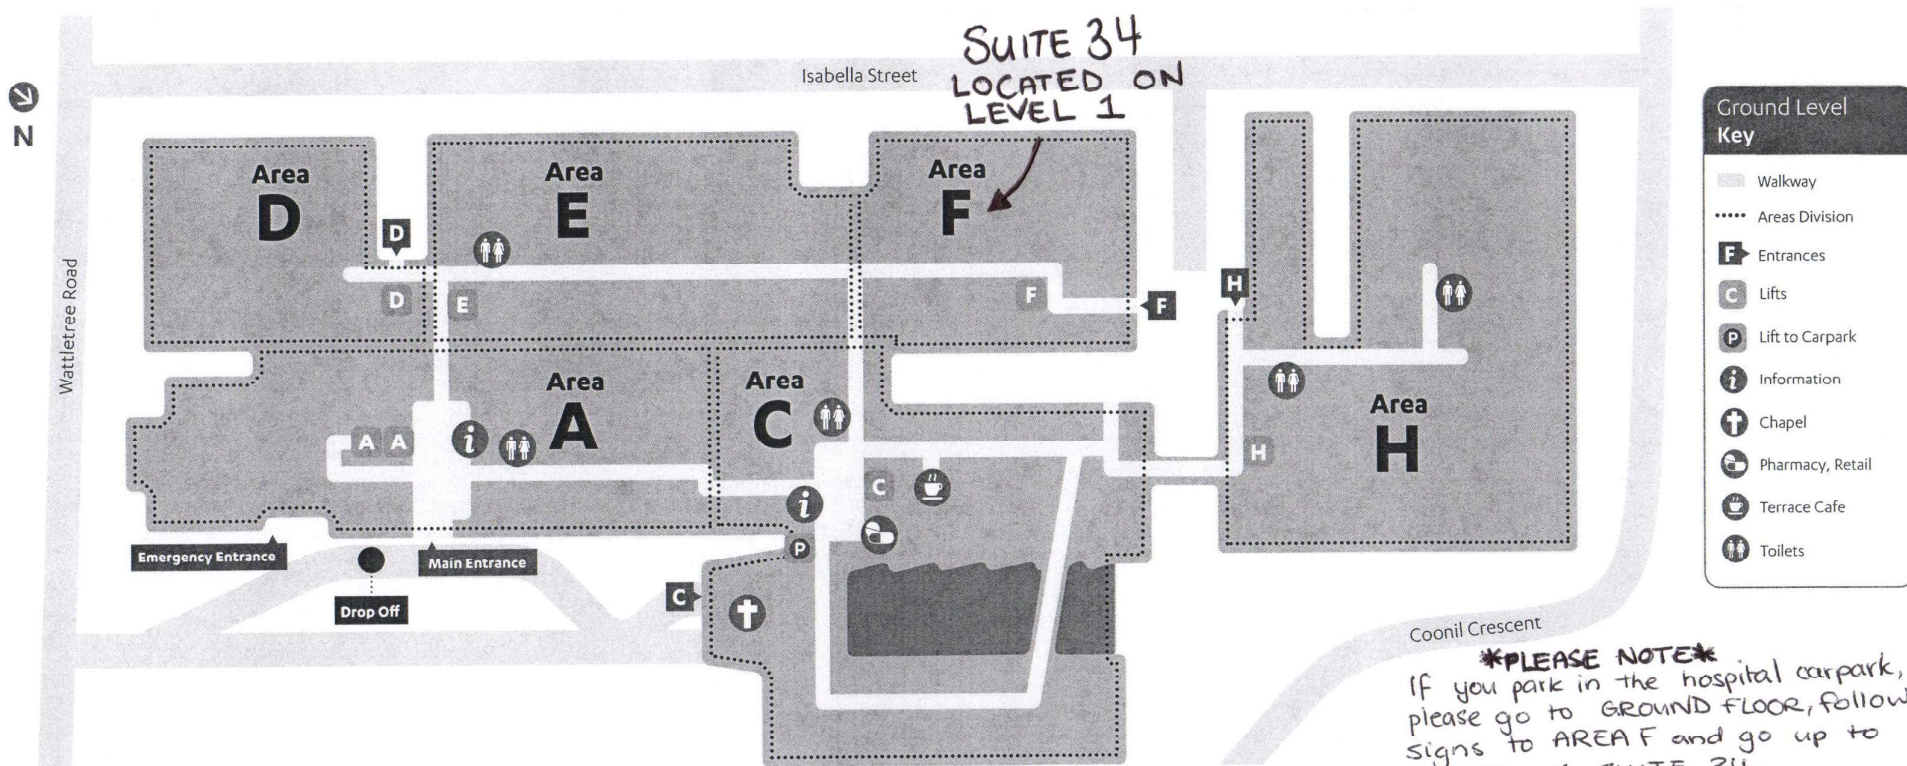 SUITE 34
LOCATED ON
LEVEL 1
Isabella Street
N
Wattletree Road
Area
D
Area
E
Area
F
D
D
E
F
F
H
Area
A
Area
C
Area
H
A
A
i
i
C
H
P
Emergency Entrance
Main Entrance
Drop Off
C
Coonil Crescent
Ground Level
Key
Walkway
Areas Division
F Entrances
C Lifts
P Lift to Carpark
i Information
Chapel
Pharmacy, Retail
Terrace Cafe
Toilets
*PLEASE NOTE*
If you park in the hospital carpark,
please go to GROUND FLOOR, follow
signs to AREA F and go up to
SUITE 34